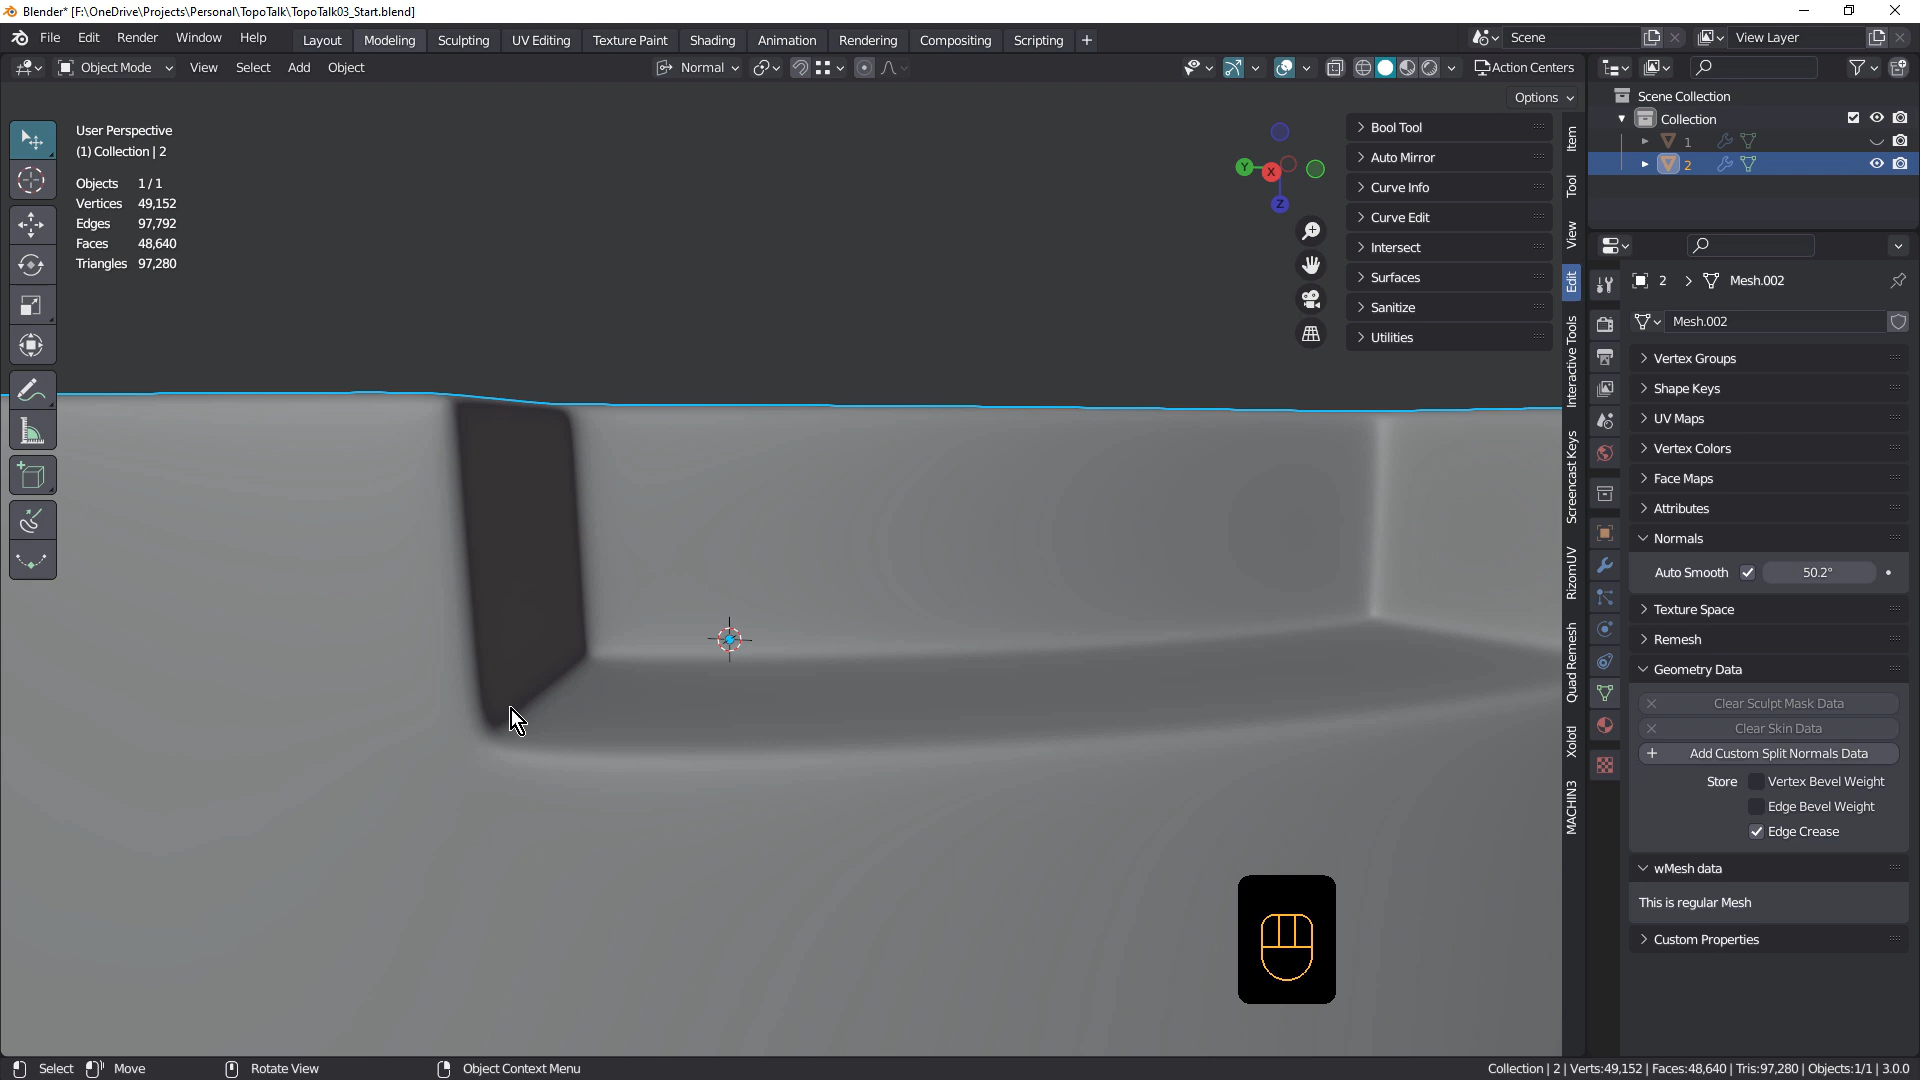 Blender* [F:\OneDrive\Projects\Personal\TopoTalk\TopoTalk03_Start.blend]
File Edit Render Window Help
Layout Modeling Sculpting UV Editing Texture Paint Shading Animation Rendering Compositing Scripting +
Scene
View Layer
Object Mode View Select Add Object
Normal
Action Centers
Options
User Perspective
(1) Collection | 2
Objects 1/1
Vertices 49,152
Edges 97,792
Faces 48,640
Triangles 97,280
Y X
Z
Bool Tool
Auto Mirror
Curve Info
Curve Edit
Intersect
Surfaces
Sanitize
Utilities
Item
Tool
View
Edit
Interactive Tools
Screencast Keys
RizomUV
Quad Remesh
Xolotl
MACHIN3
Scene Collection
Collection
1
2
2 > Mesh.002
Mesh.002
Vertex Groups
Shape Keys
UV Maps
Vertex Colors
Face Maps
Attributes
Normals
Auto Smooth 50.2°
Texture Space
Remesh
Geometry Data
Clear Sculpt Mask Data
Clear Skin Data
Add Custom Split Normals Data
Store Vertex Bevel Weight
Edge Bevel Weight
Edge Crease
wMesh data
This is regular Mesh
Custom Properties
Select Move Rotate View Object Context Menu
Collection | 2 | Verts:49,152 | Faces:48,640 | Tris:97,280 | Objects:1/1 | 3.0.0